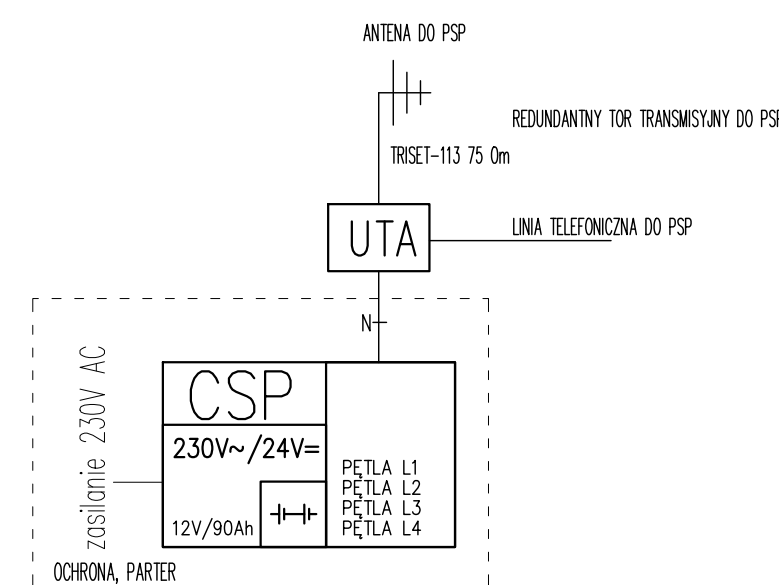 ANTENA DO PSP
REDUNDANTNY TOR TRANSMISYJNY DO PSP
TRISET-113 75 Om
UTA
LINIA TELEFONICZNA DO PSP
N
zasilanie 230V AC
CSP
230V~/24V=
12V/90Ah
PĘTLA L1
PĘTLA L2
PĘTLA L3
PĘTLA L4
OCHRONA, PARTER